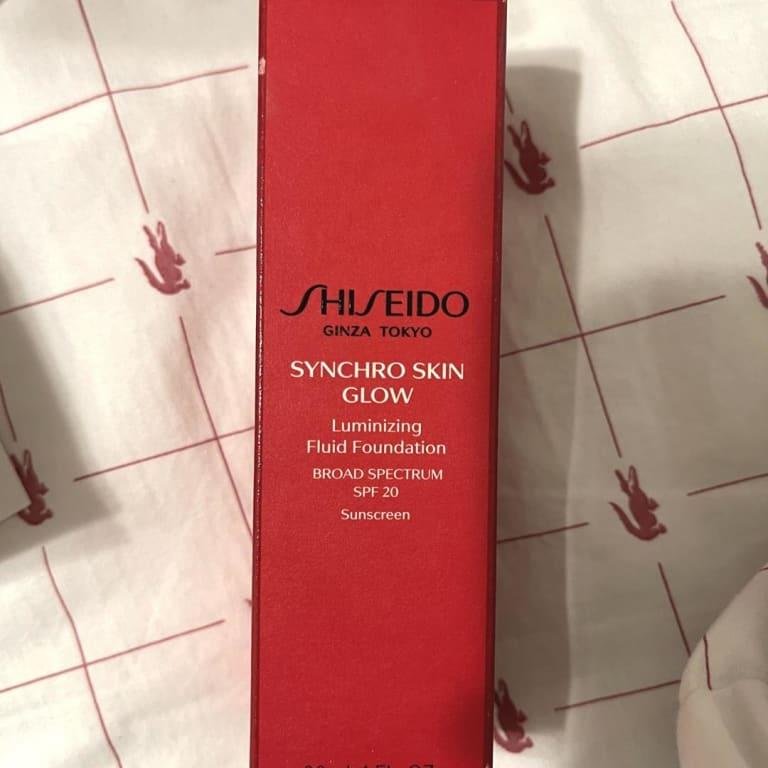 SHISEIDO
GINZA TOKYO
SYNCHRO SKIN
GLOW
Luminizing
Fluid Foundation
BROAD SPECTRUM
SPF 20
Sunscreen